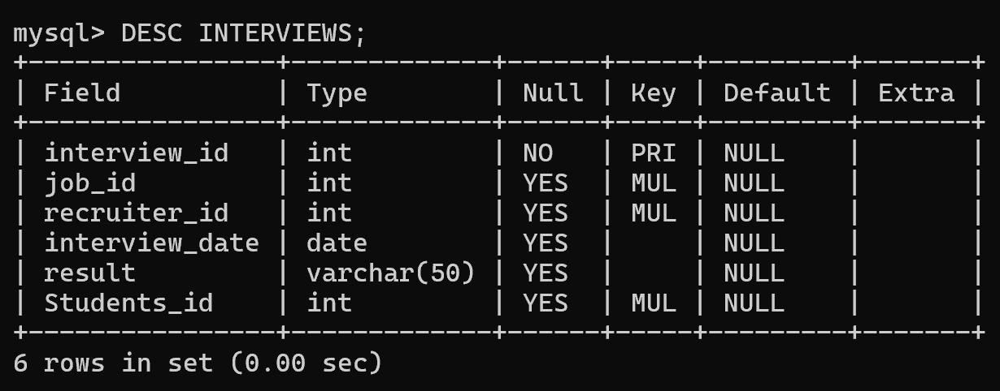 mysql> DESC INTERVIEWS;
+----------------+-------------+------+-----+---------+-------+
| Field          | Type        | Null | Key | Default | Extra |
+----------------+-------------+------+-----+---------+-------+
| interview_id   | int         | NO   | PRI | NULL    |       |
| job_id         | int         | YES  | MUL | NULL    |       |
| recruiter_id   | int         | YES  | MUL | NULL    |       |
| interview_date | date        | YES  |     | NULL    |       |
| result         | varchar(50) | YES  |     | NULL    |       |
| Students_id    | int         | YES  | MUL | NULL    |       |
+----------------+-------------+------+-----+---------+-------+
6 rows in set (0.00 sec)